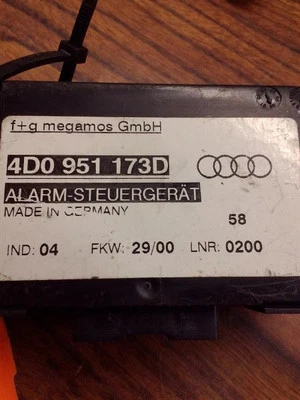 f+g megamos GmbH
4D0 951 173D
ALARM-STEUERGERÄT
MADE IN GERMANY
58
IND: 04 FKW: 29/00 LNR: 0200